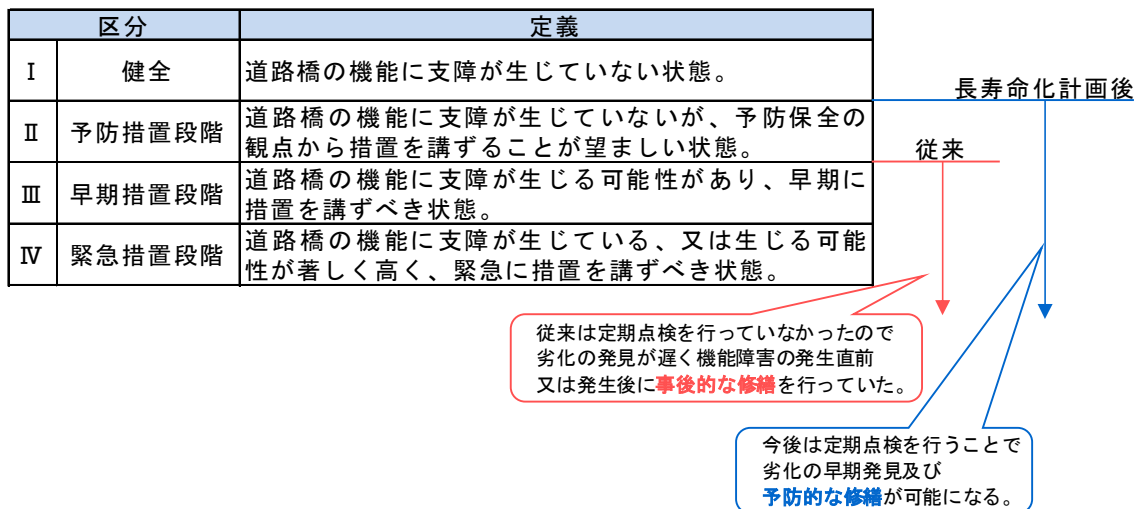 区分 定義
Ⅰ 健全 道路橋の機能に支障が生じていない状態。
長寿命化計画後
Ⅱ 予防措置段階 道路橋の機能に支障が生じていないが、予防保全の
観点から措置を講ずることが望ましい状態。
従来
Ⅲ 早期措置段階 道路橋の機能に支障が生じる可能性があり、早期に
措置を講ずべき状態。
Ⅳ 緊急措置段階 道路橋の機能に支障が生じている、又は生じる可能
性が著しく高く、緊急に措置を講ずべき状態。
従来は定期点検を行っていなかったので
劣化の発見が遅く機能障害の発生直前
又は発生後に事後的な修繕を行っていた。
今後は定期点検を行うことで
劣化の早期発見及び
予防的な修繕が可能になる。